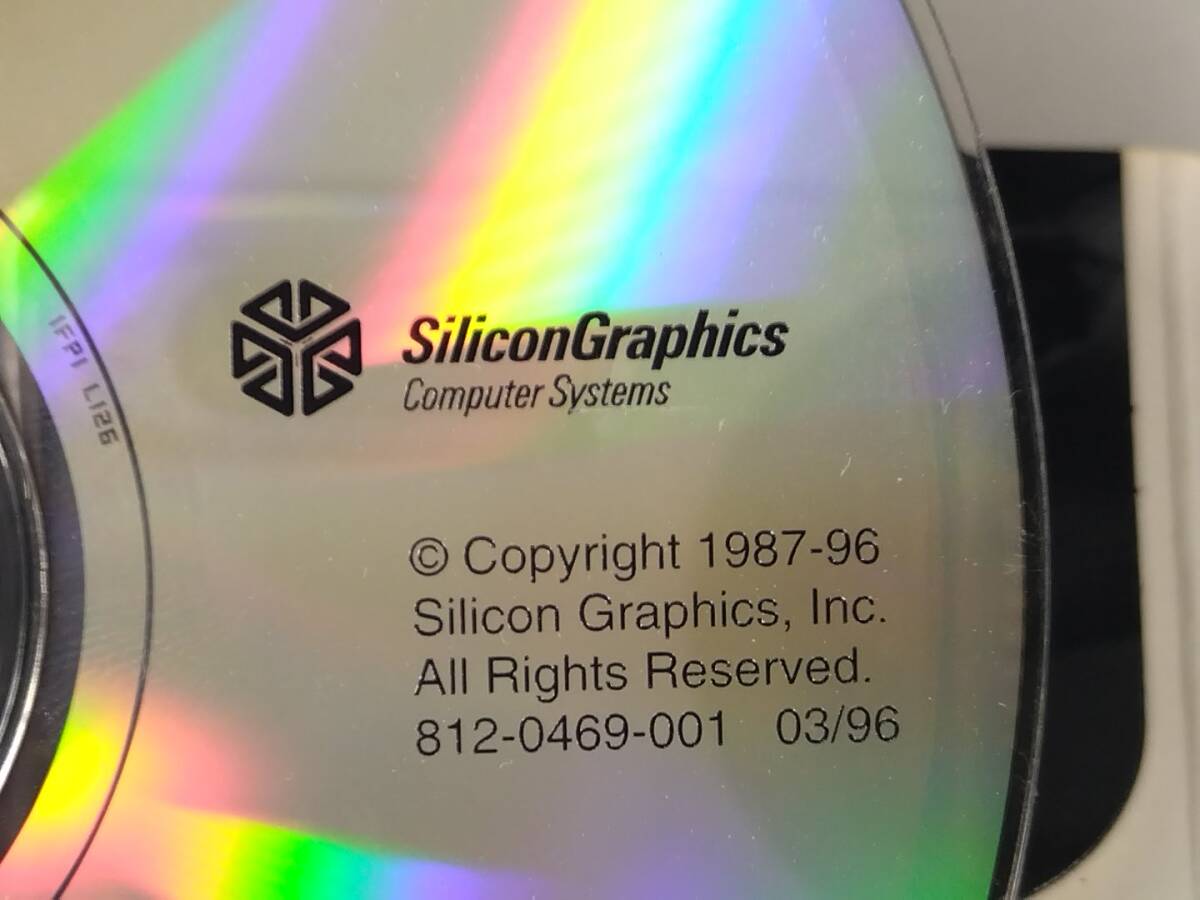 IFPI L126
SiliconGraphics
Computer Systems
© Copyright 1987-96
Silicon Graphics, Inc.
All Rights Reserved.
812-0469-001 03/96